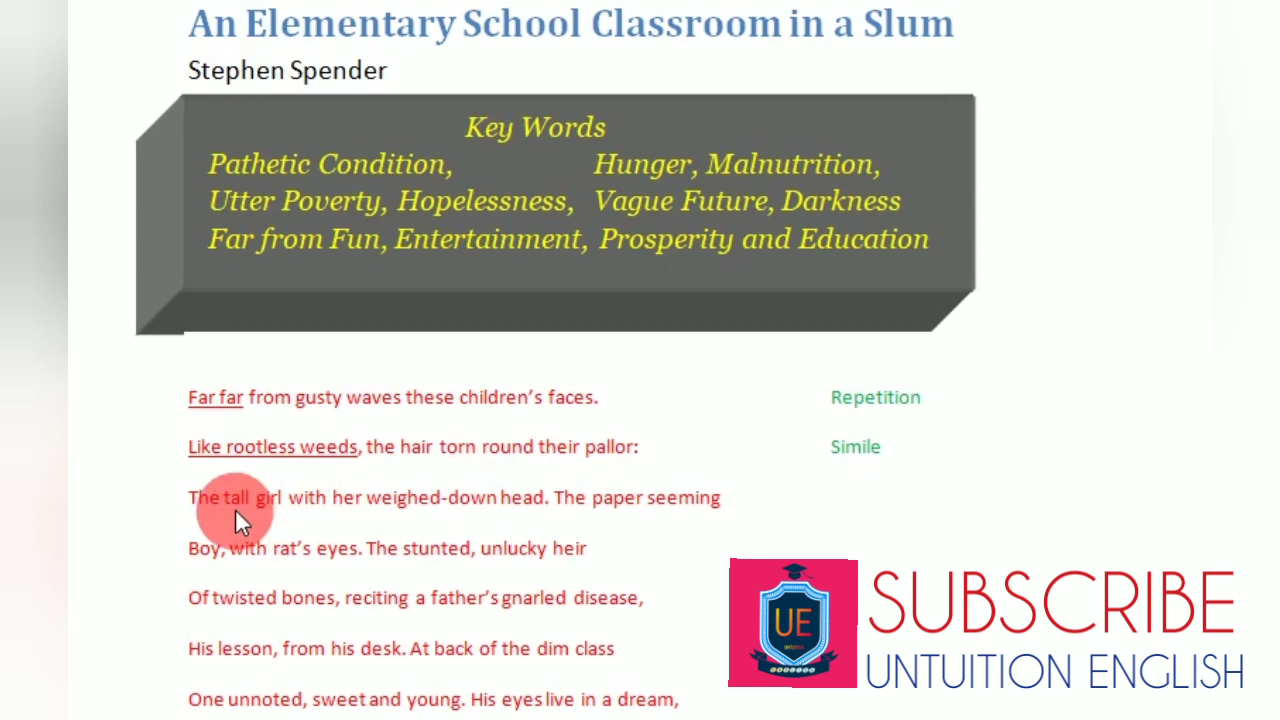 An Elementary School Classroom in a Slum
Stephen Spender
Key Words
Pathetic Condition, Hunger, Malnutrition,
Utter Poverty, Hopelessness, Vague Future, Darkness
Far from Fun, Entertainment, Prosperity and Education
Far far from gusty waves these children's faces. Repetition
Like rootless weeds, the hair torn round their pallor: Simile
The tall girl with her weighed-down head. The paper seeming
Boy, with rat's eyes. The stunted, unlucky heir
Of twisted bones, reciting a father's gnarled disease,
His lesson, from his desk. At back of the dim class
One unnoted, sweet and young. His eyes live in a dream,
UE
SUBSCRIBE
UNTUITION ENGLISH